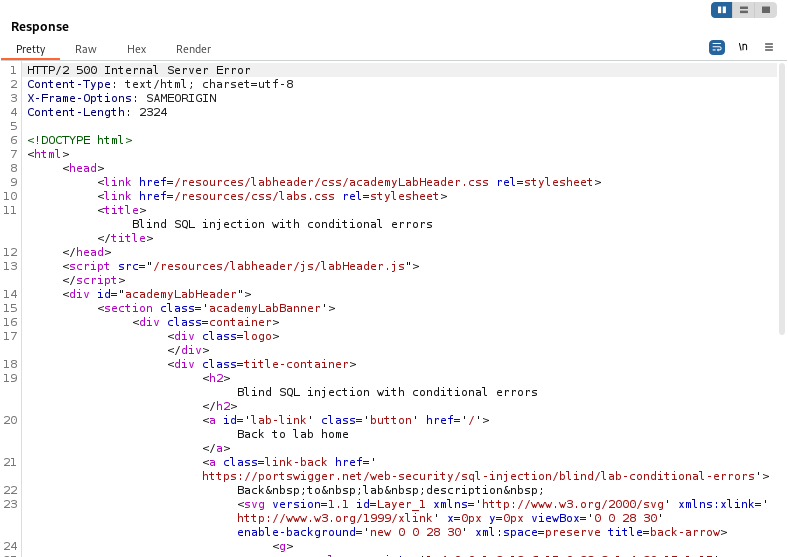 Response
Pretty Raw Hex Render \n
1 HTTP/2 500 Internal Server Error
2 Content-Type: text/html; charset=utf-8
3 X-Frame-Options: SAMEORIGIN
4 Content-Length: 2324
5
6 <!DOCTYPE html>
7 <html>
8 <head>
9 <link href=/resources/labheader/css/academyLabHeader.css rel=stylesheet>
10 <link href=/resources/css/labs.css rel=stylesheet>
11 <title>
Blind SQL injection with conditional errors
</title>
12 </head>
13 <script src="/resources/labheader/js/labHeader.js">
</script>
14 <div id="academyLabHeader">
15 <section class='academyLabBanner'>
16 <div class=container>
17 <div class=logo>
</div>
18 <div class=title-container>
19 <h2>
Blind SQL injection with conditional errors
</h2>
20 <a id='lab-link' class='button' href='/'>
Back to lab home
</a>
21 <a class=link-back href='
https://portswigger.net/web-security/sql-injection/blind/lab-conditional-errors'>
22 Back&nbsp;to&nbsp;lab&nbsp;description&nbsp;
23 <svg version=1.1 id=Layer_1 xmlns='http://www.w3.org/2000/svg' xmlns:xlink='
http://www.w3.org/1999/xlink' x=0px y=0px viewBox='0 0 28 30'
enable-background='new 0 0 28 30' xml:space=preserve title=back-arrow>
24 <g>